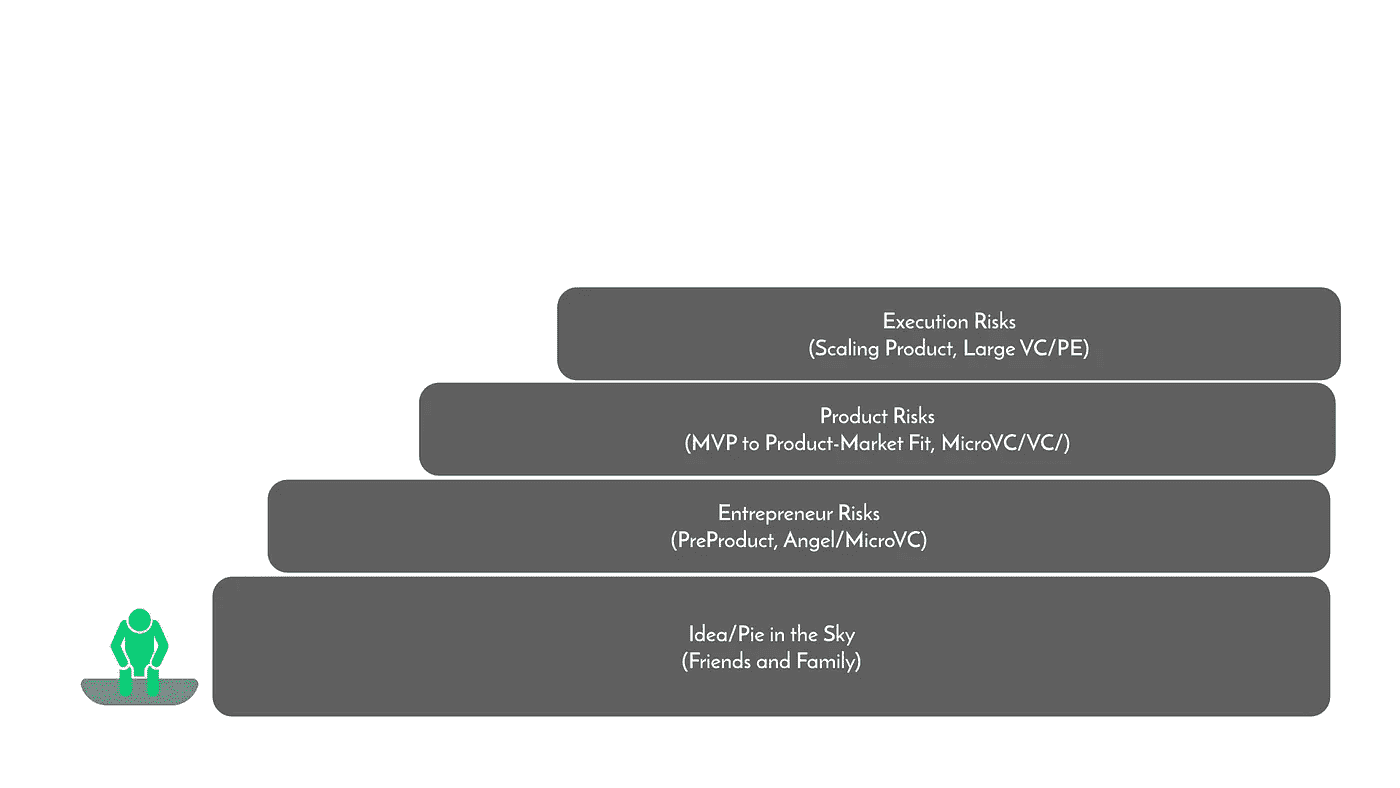 Execution Risks
(Scaling Product, Large VC/PE)
Product Risks
(MVP to Product-Market Fit, MicroVC/VC/)
Entrepreneur Risks
(PreProduct, Angel/MicroVC)
Idea/Pie in the Sky
(Friends and Family)